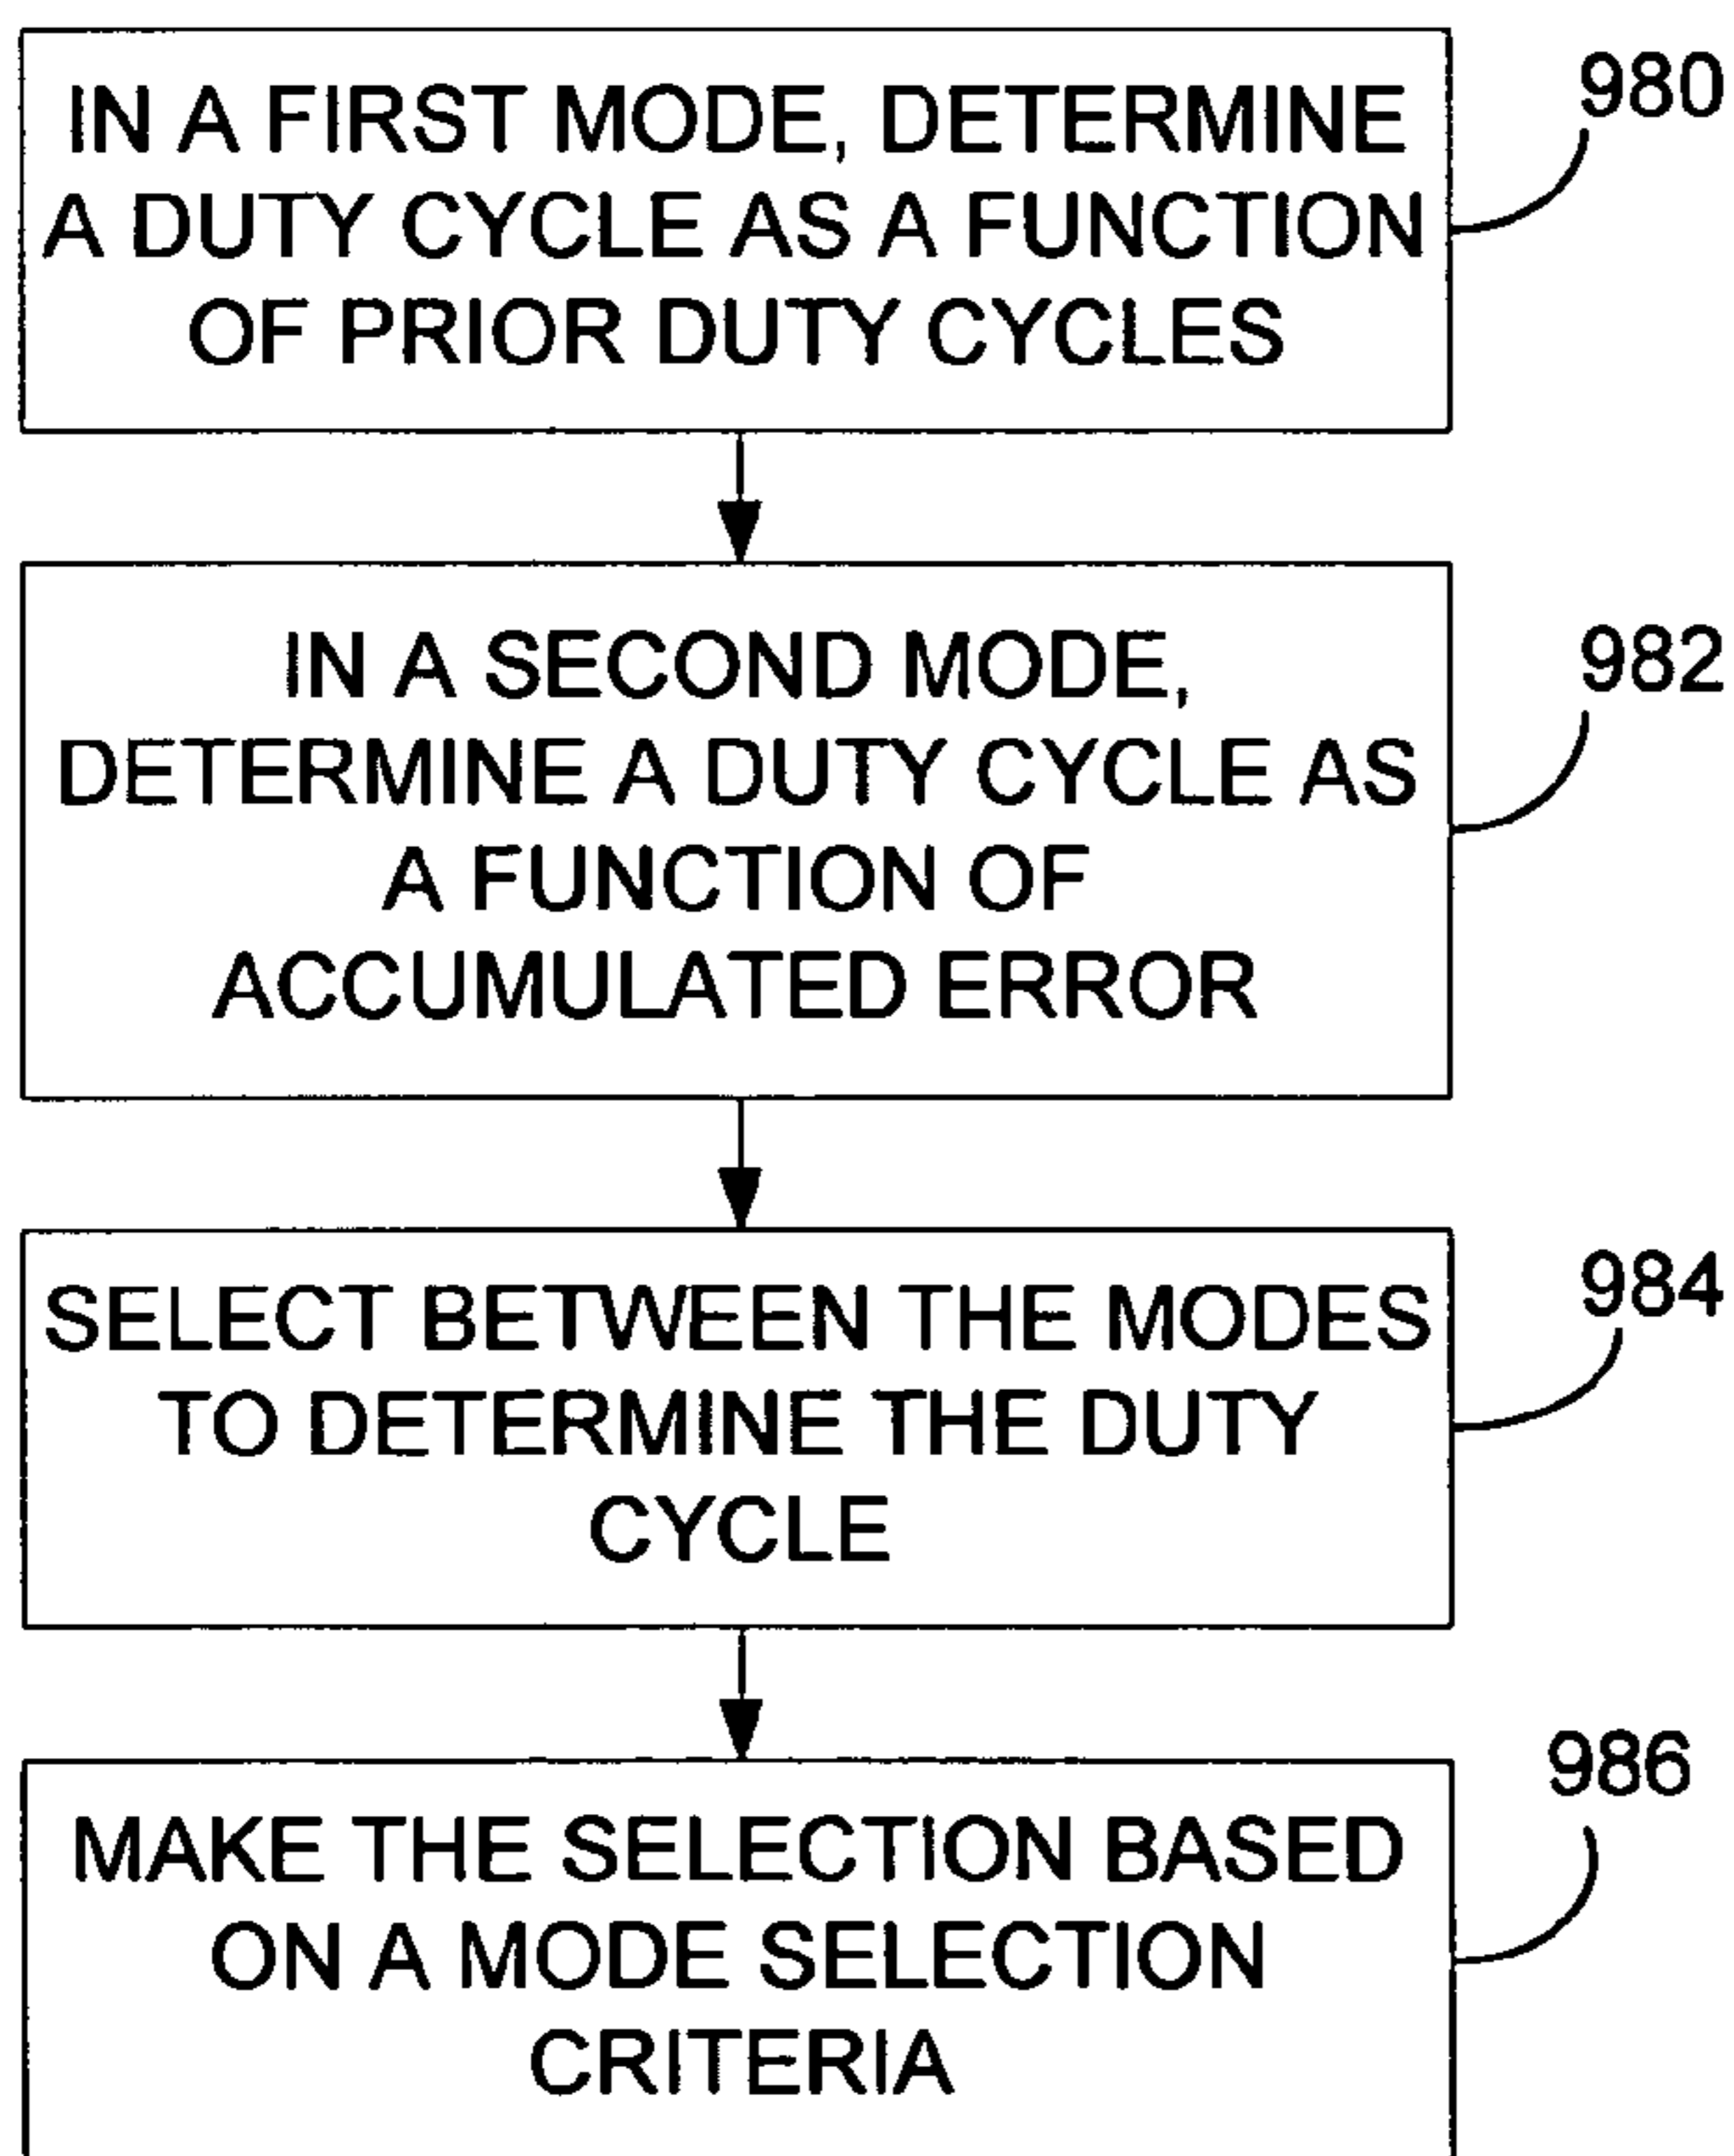 IN A FIRST MODE, DETERMINE
A DUTY CYCLE AS A FUNCTION
OF PRIOR DUTY CYCLES
980
IN A SECOND MODE,
DETERMINE A DUTY CYCLE AS
A FUNCTION OF
ACCUMULATED ERROR
982
SELECT BETWEEN THE MODES
TO DETERMINE THE DUTY
CYCLE
984
MAKE THE SELECTION BASED
ON A MODE SELECTION
CRITERIA
986